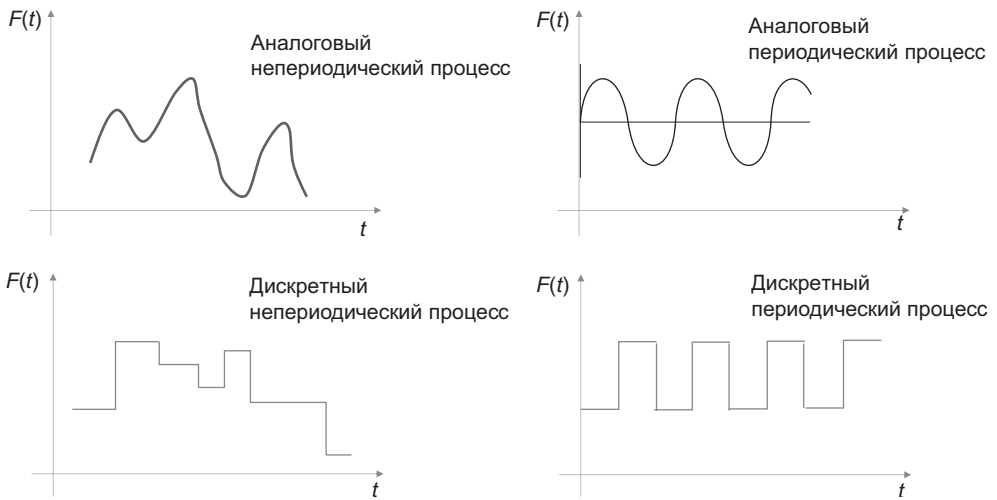 F(t)
Аналоговый
непериодический процесс
t
F(t)
Аналоговый
периодический процесс
t
F(t)
Дискретный
непериодический процесс
t
F(t)
Дискретный
периодический процесс
t